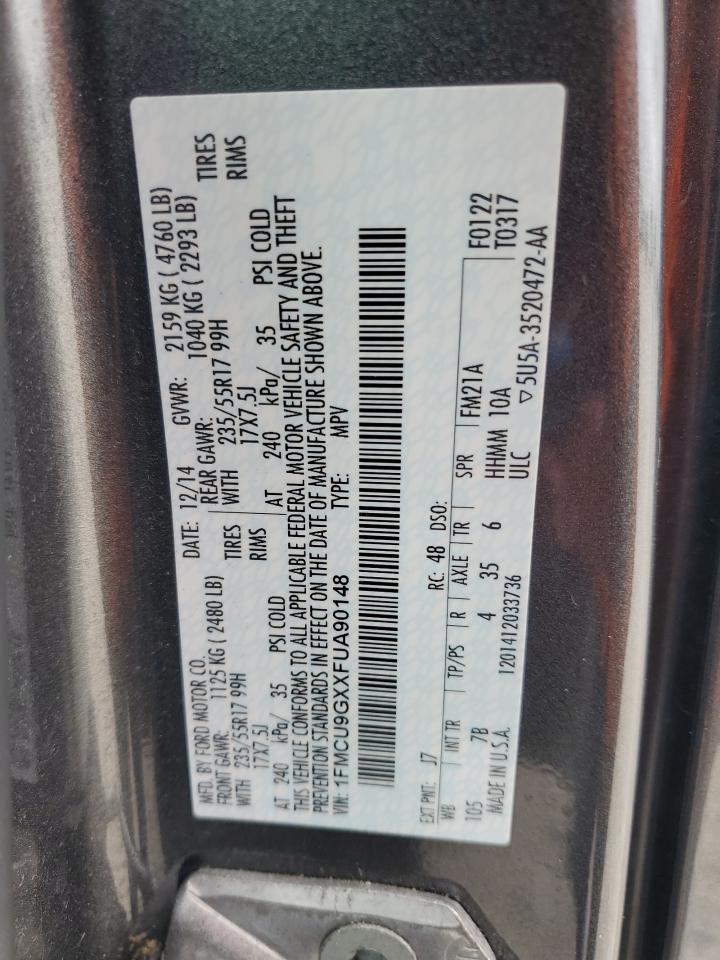 MFD. BY FORD MOTOR CO.
DATE: 12/14 GVWR: 2159 KG ( 4760 LB)
FRONT GAWR: 1125 KG ( 2480 LB) REAR GAWR: 1040 KG ( 2293 LB)
WITH 235/55R17 99H TIRES WITH 235/55R17 99H TIRES
17X7.5J RIMS 17X7.5J RIMS
AT 240 kPa/ 35 PSI COLD AT 240 kPa/ 35 PSI COLD
THIS VEHICLE CONFORMS TO ALL APPLICABLE FEDERAL MOTOR VEHICLE SAFETY AND THEFT
PREVENTION STANDARDS IN EFFECT ON THE DATE OF MANUFACTURE SHOWN ABOVE.
VIN: 1FMCU9GXXFUA90148 TYPE: MPV
EXT PNT: J7 RC: 48 DSO: F0122
WB INT TR TP/PS R AXLE TR SPR FM21A T0317
105 7B 4 35 6 HHMM 10A
MADE IN U.S.A. 1201412033736 ULC ▽5U5A-3520472-AA